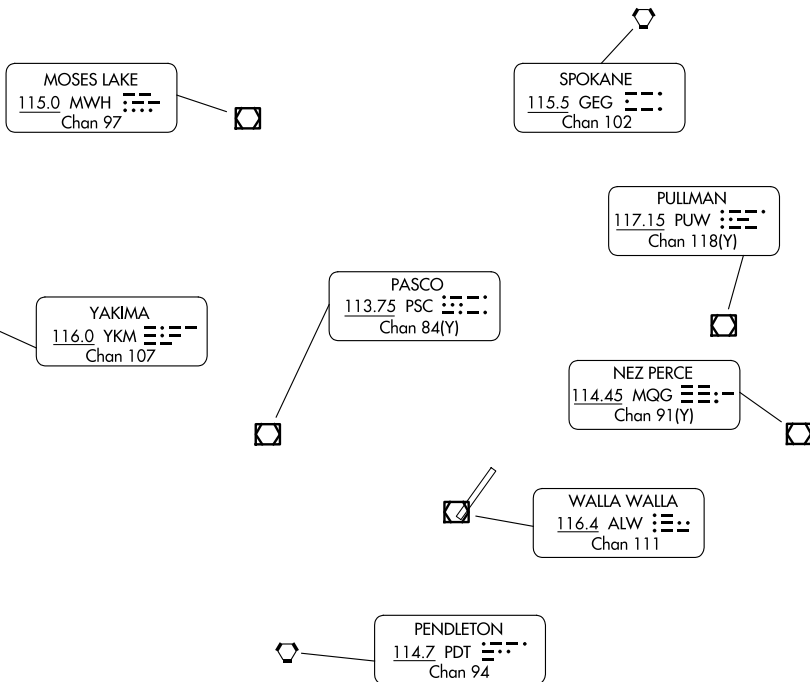 MOSES LAKE
115.0 MWH
Chan 97
SPOKANE
115.5 GEG
Chan 102
PULLMAN
117.15 PUW
Chan 118(Y)
PASCO
113.75 PSC
Chan 84(Y)
YAKIMA
116.0 YKM
Chan 107
NEZ PERCE
114.45 MQG
Chan 91(Y)
WALLA WALLA
116.4 ALW
Chan 111
PENDLETON
114.7 PDT
Chan 94